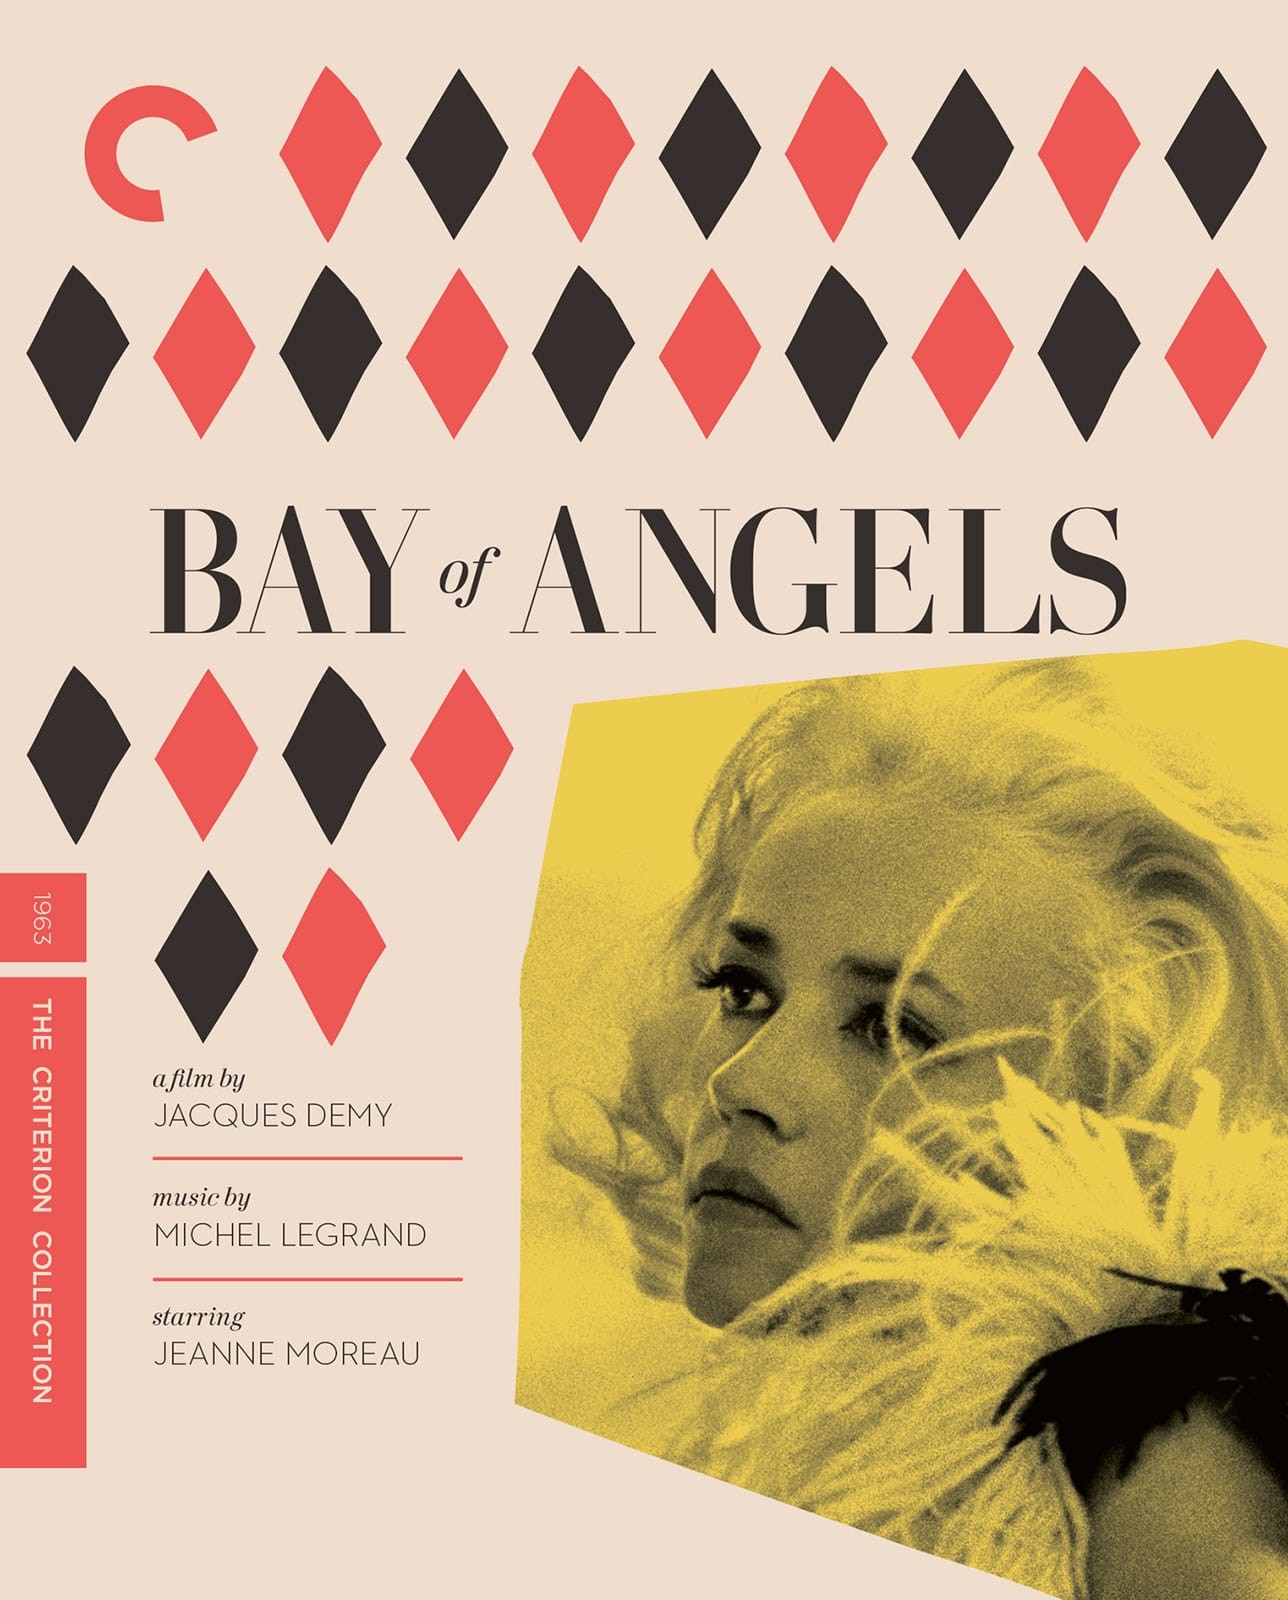 BAY of ANGELS
1963
THE CRITERION COLLECTION
a film by
JACQUES DEMY
music by
MICHEL LEGRAND
starring
JEANNE MOREAU